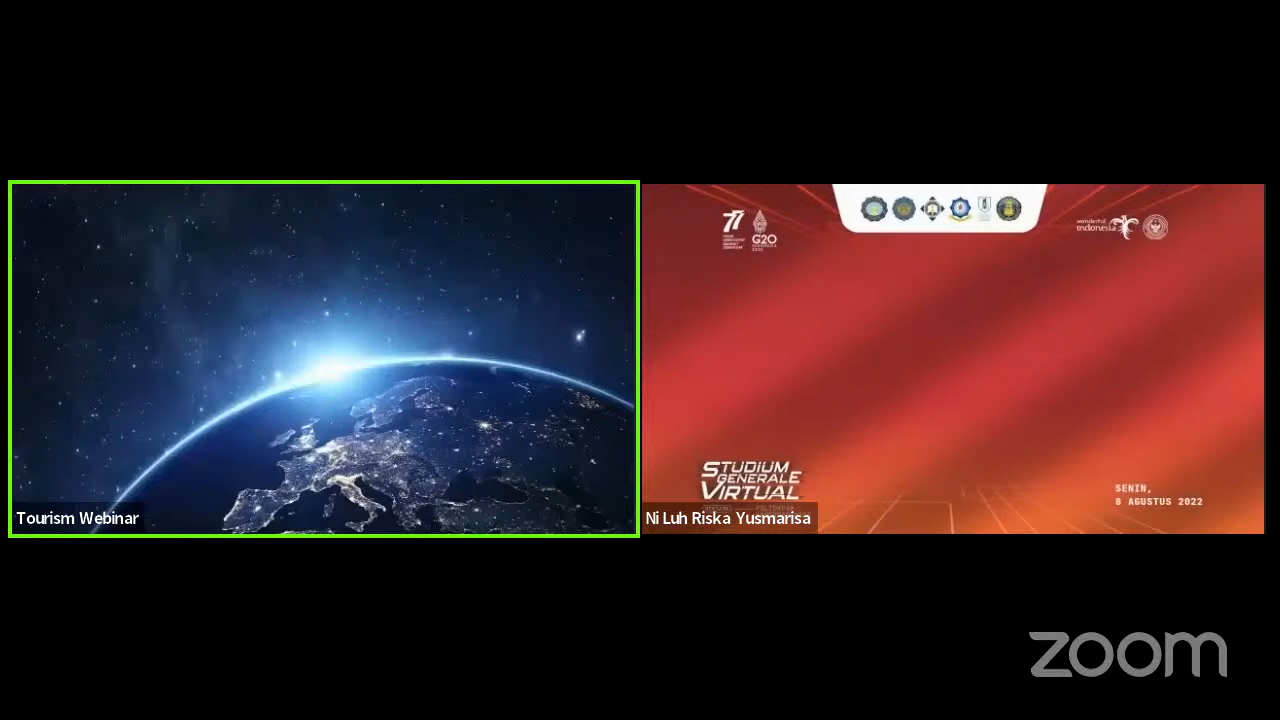 77
G20
wonderful
indonesia
STUDIUM
GENERALE
VIRTUAL
SENIN,
8 AGUSTUS 2022
Tourism Webinar
Ni Luh Riska Yusmarisa
zoom